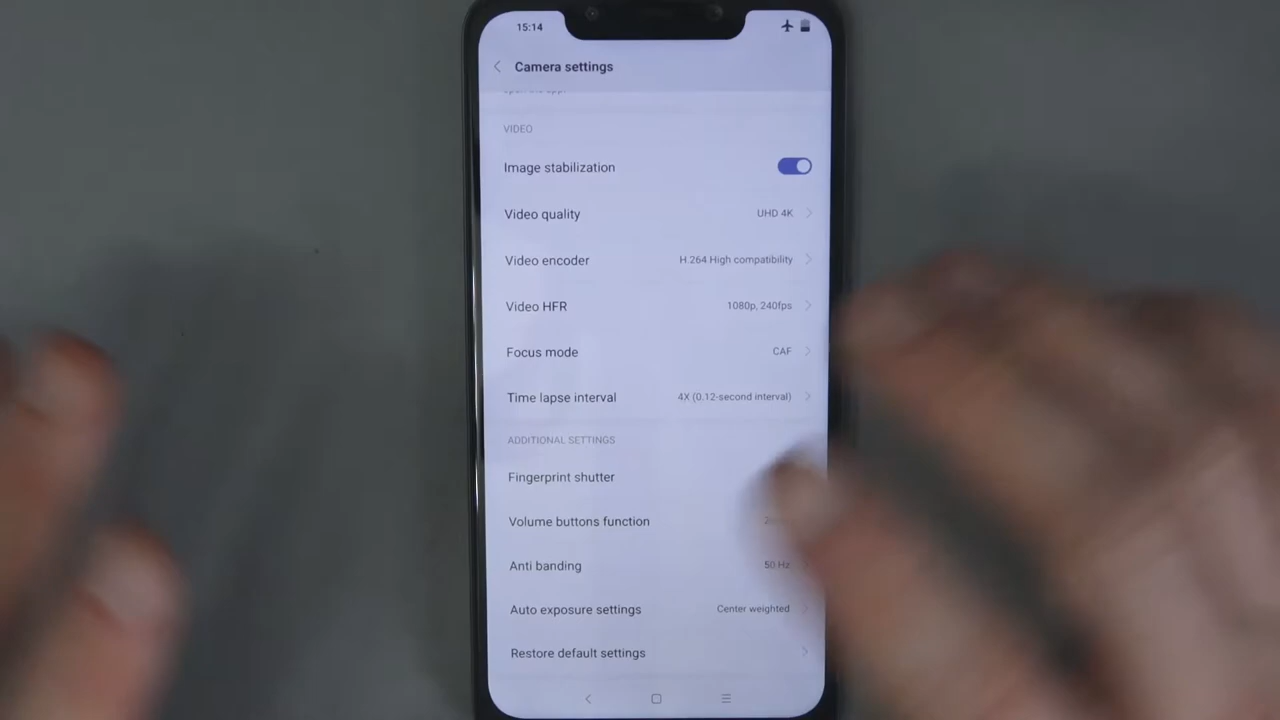 15:14
Camera settings
VIDEO
Image stabilization
Video quality UHD 4K
Video encoder H.264 High compatibility
Video HFR 1080p, 240fps
Focus mode CAF
Time lapse interval 4X (0.12-second interval)
ADDITIONAL SETTINGS
Fingerprint shutter
Volume buttons function
Anti banding 50 Hz
Auto exposure settings Center weighted
Restore default settings